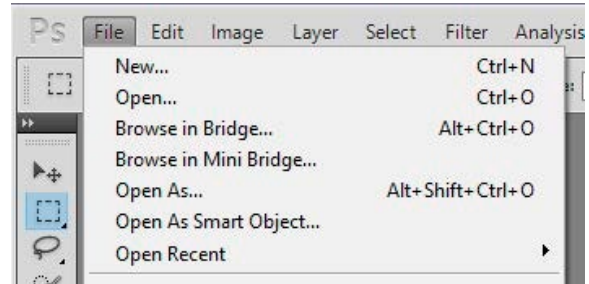 Ps File Edit Image Layer Select Filter Analysis
New... Ctrl+N
Open... Ctrl+O
Browse in Bridge... Alt+Ctrl+O
Browse in Mini Bridge...
Open As... Alt+Shift+Ctrl+O
Open As Smart Object...
Open Recent